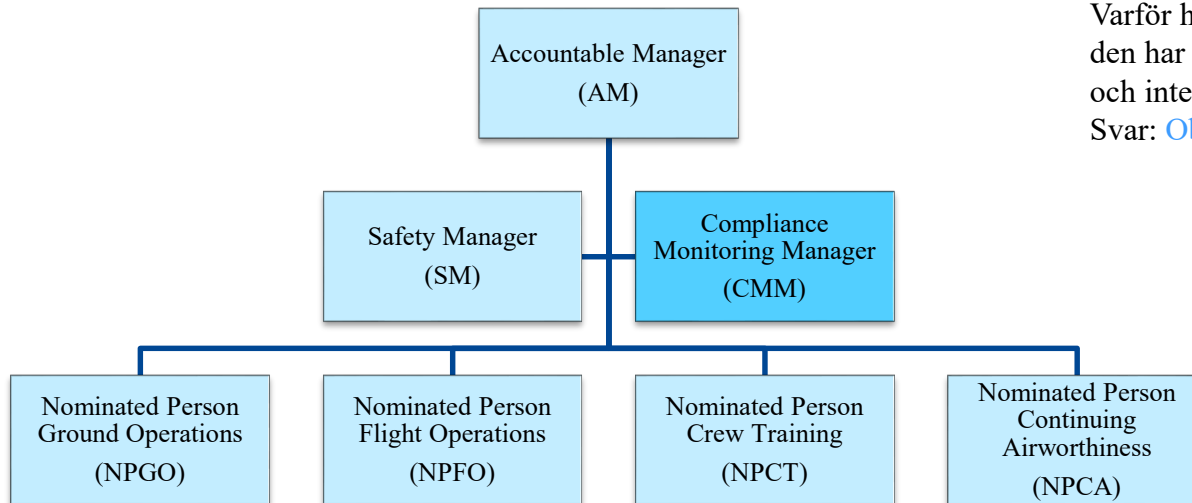 Accountable Manager
(AM)
Varför
den har
och inte
Svar:
Safety Manager
(SM)
Compliance
Monitoring Manager
(CMM)
Nominated Person
Ground Operations
(NPGO)
Nominated Person
Flight Operations
(NPFO)
Nominated Person
Crew Training
(NPCT)
Nominated Person
Continuing
Airworthiness
(NPCA)